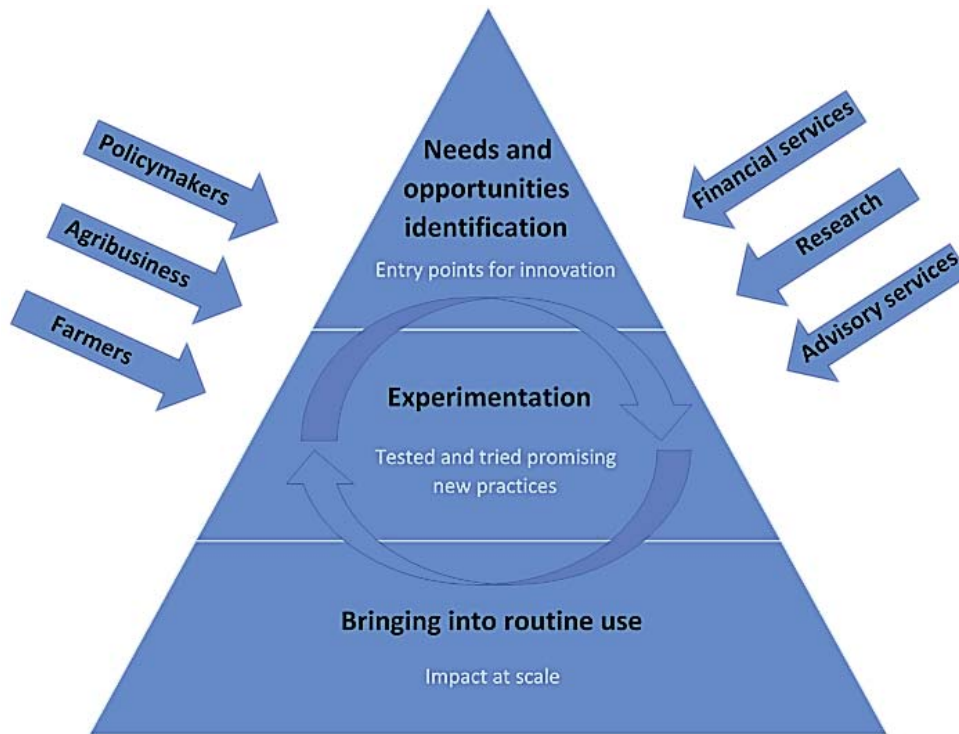 Policymakers
Agribusiness
Farmers
Needs and
opportunities
identification
Entry points for innovation
Financial services
Research
Advisory services
Experimentation
Tested and tried promising
new practices
Bringing into routine use
Impact at scale